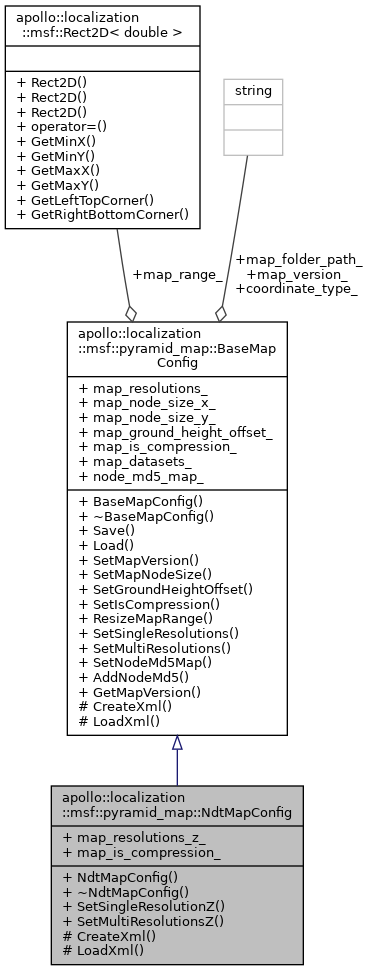 apollo::localization
::msf::Rect2D< double >
+ Rect2D()
+ Rect2D()
+ Rect2D()
+ operator=()
+ GetMinX()
+ GetMinY()
+ GetMaxX()
+ GetMaxY()
+ GetLeftTopCorner()
+ GetRightBottomCorner()
string
+map_range_
+map_folder_path_
+map_version_
+coordinate_type_
apollo::localization
::msf::pyramid_map::BaseMap
Config
+ map_resolutions_
+ map_node_size_x_
+ map_node_size_y_
+ map_ground_height_offset_
+ map_is_compression_
+ map_datasets_
+ node_md5_map_
+ BaseMapConfig()
+ ~BaseMapConfig()
+ Save()
+ Load()
+ SetMapVersion()
+ SetMapNodeSize()
+ SetGroundHeightOffset()
+ SetIsCompression()
+ ResizeMapRange()
+ SetSingleResolutions()
+ SetMultiResolutions()
+ SetNodeMd5Map()
+ AddNodeMd5()
+ GetMapVersion()
# CreateXml()
# LoadXml()
apollo::localization
::msf::pyramid_map::NdtMapConfig
+ map_resolutions_z_
+ map_is_compression_
+ NdtMapConfig()
+ ~NdtMapConfig()
+ SetSingleResolutionZ()
+ SetMultiResolutionsZ()
# CreateXml()
# LoadXml()